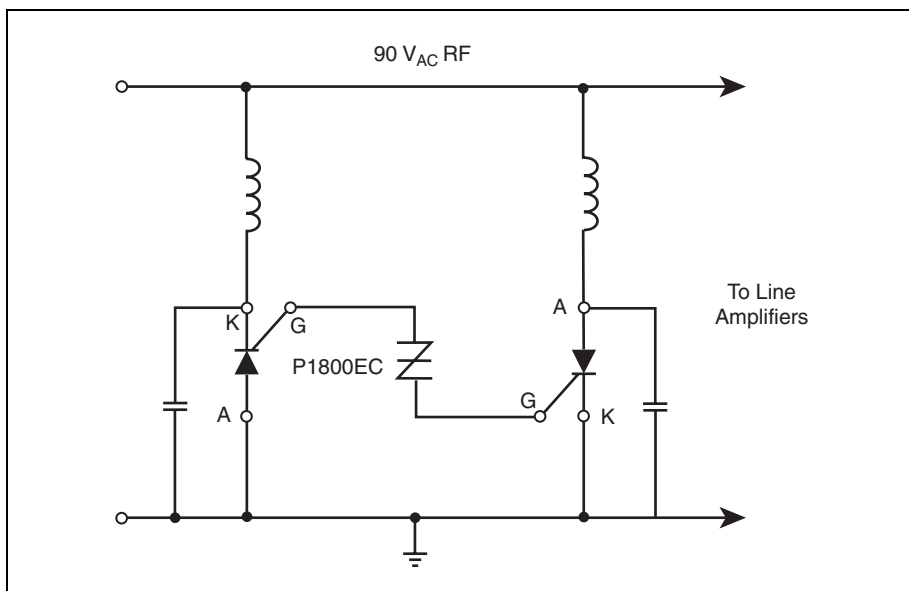 90 VAC RF
K
G
A
To Line
Amplifiers
P1800EC
A
G
K